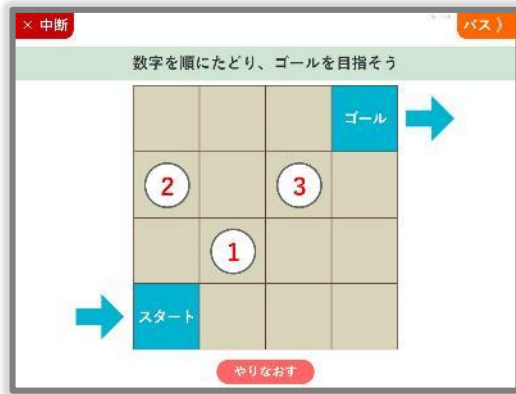 × 中断
パス 》
数字を順にたどり、ゴールを目指そう
ゴール
2
3
1
スタート
やりなおす